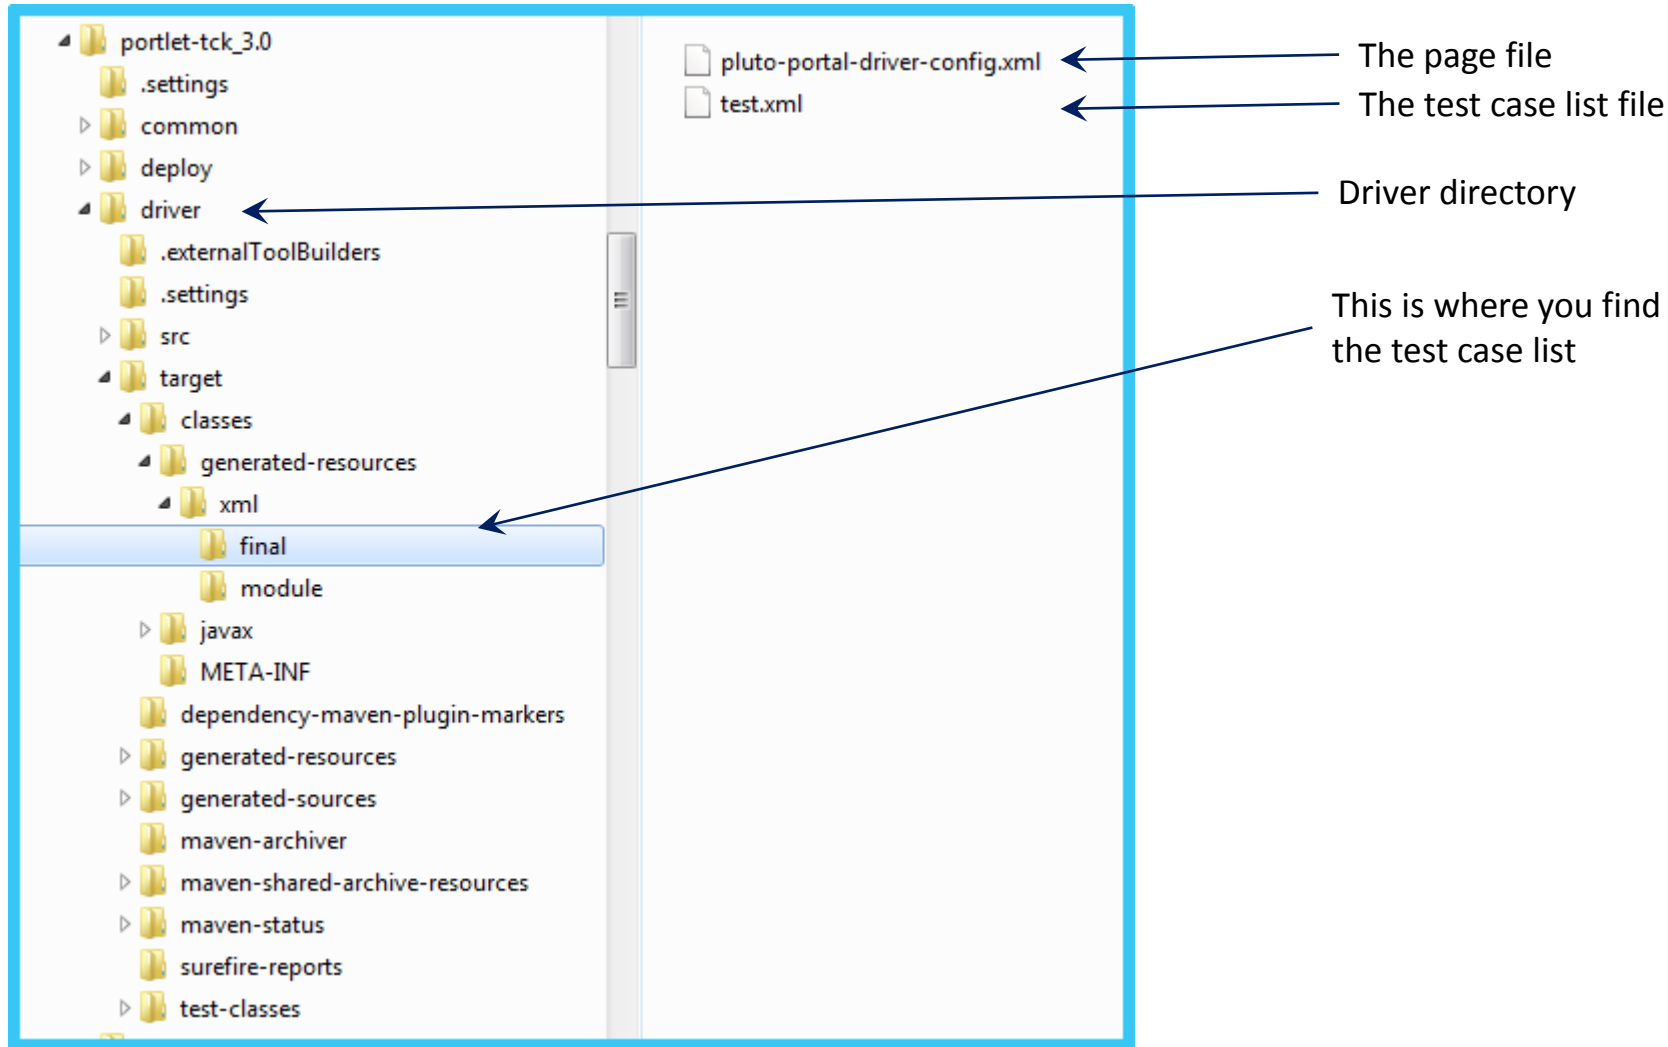 portlet-tck_3.0
.settings
common
deploy
driver
.externalToolBuilders
.settings
src
target
classes
generated-resources
xml
final
module
javax
META-INF
dependency-maven-plugin-markers
generated-resources
generated-sources
maven-archiver
maven-shared-archive-resources
maven-status
surefire-reports
test-classes
pluto-portal-driver-config.xml
test.xml
The page file
The test case list file
Driver directory
This is where you find
the test case list